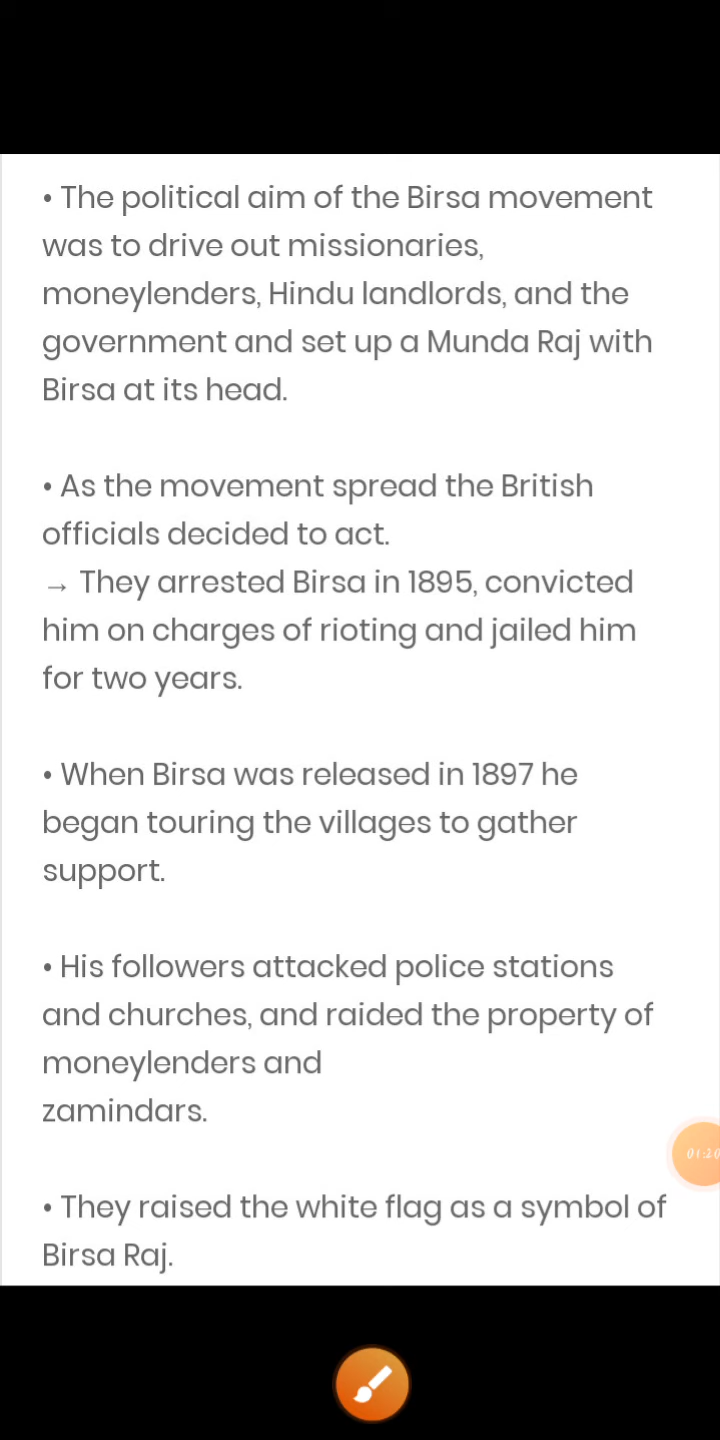 • The political aim of the Birsa movement
was to drive out missionaries,
moneylenders, Hindu landlords, and the
government and set up a Munda Raj with
Birsa at its head.
• As the movement spread the British
officials decided to act.
→ They arrested Birsa in 1895, convicted
him on charges of rioting and jailed him
for two years.
• When Birsa was released in 1897 he
began touring the villages to gather
support.
• His followers attacked police stations
and churches, and raided the property of
moneylenders and
zamindars.
01:20
• They raised the white flag as a symbol of
Birsa Raj.